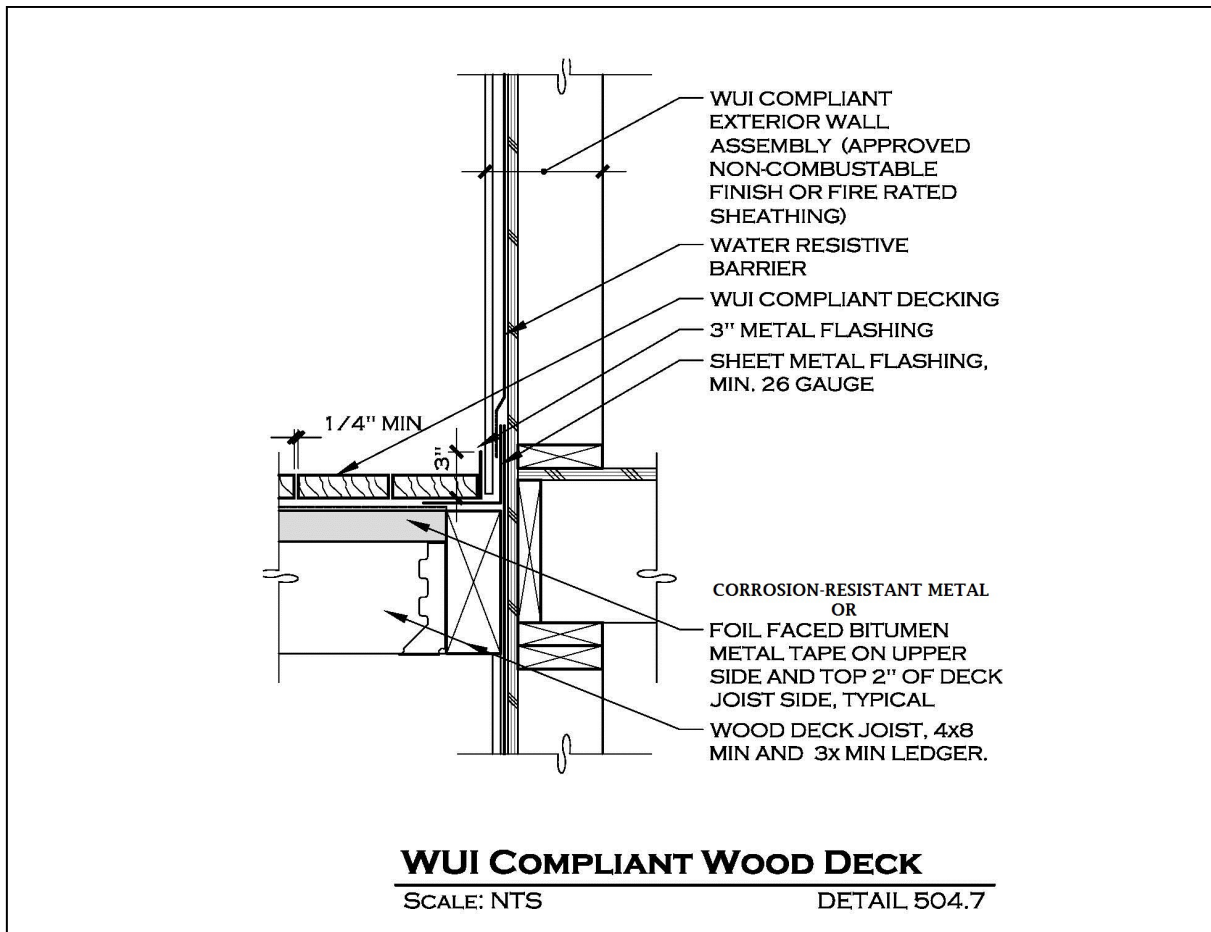 WUI COMPLIANT
EXTERIOR WALL
ASSEMBLY (APPROVED
NON-COMBUSTABLE
FINISH OR FIRE RATED
SHEATHING)
WATER RESISTIVE
BARRIER
WUI COMPLIANT DECKING
3" METAL FLASHING
SHEET METAL FLASHING,
MIN. 26 GAUGE
1/4" MIN
3"
CORROSION-RESISTANT METAL
OR
FOIL FACED BITUMEN
METAL TAPE ON UPPER
SIDE AND TOP 2" OF DECK
JOIST SIDE, TYPICAL
WOOD DECK JOIST, 4x8
MIN AND 3x MIN LEDGER.
WUI COMPLIANT WOOD DECK
SCALE: NTS DETAIL 504.7